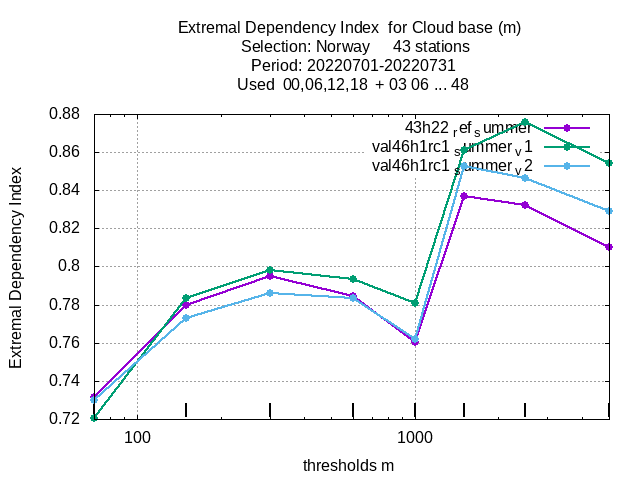 Extremal Dependency Index  for Cloud base (m)
Selection: Norway     43 stations
Period: 20220701-20220731
Used  00,06,12,18  + 03 06 ... 48
43h22_ref_summer
val46h1rc1_summer_v1
val46h1rc1_summer_v2
Extremal Dependency Index
0.88
0.86
0.84
0.82
0.8
0.78
0.76
0.74
0.72
100 1000
thresholds m